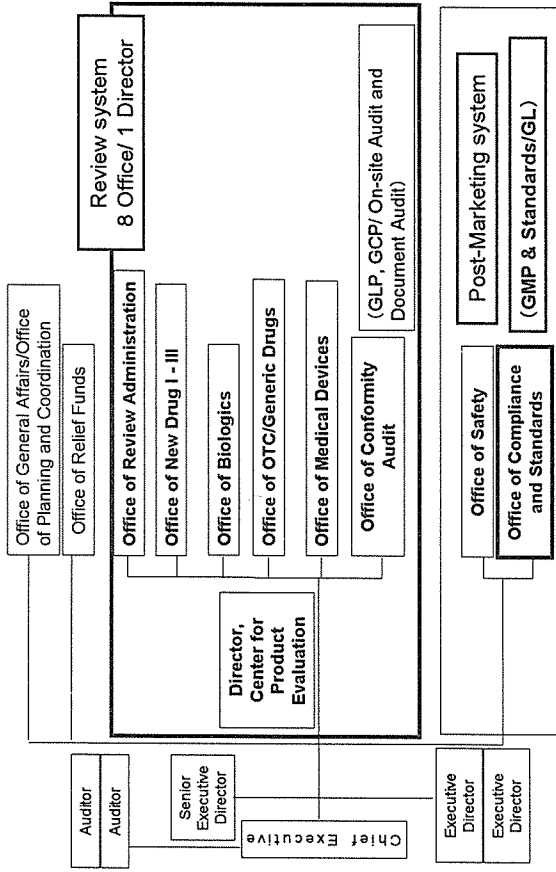 Auditor
Auditor
Senior
Executive
Director
Chief Executive
Executive
Director
Executive
Director
Office of General Affairs/Office
of Planning and Coordination
Office of Relief Funds
Review system
8 Office/ 1 Director
Director,
Center for
Product
Evaluation
Office of Review Administration
Office of New Drug I - III
Office of Biologics
Office of OTC/Generic Drugs
Office of Medical Devices
Office of Conformity
Audit
(GLP, GCP/ On-site Audit and
Document Audit)
Office of Safety
Office of Compliance
and Standards
Post-Marketing system
(GMP & Standards/GL)